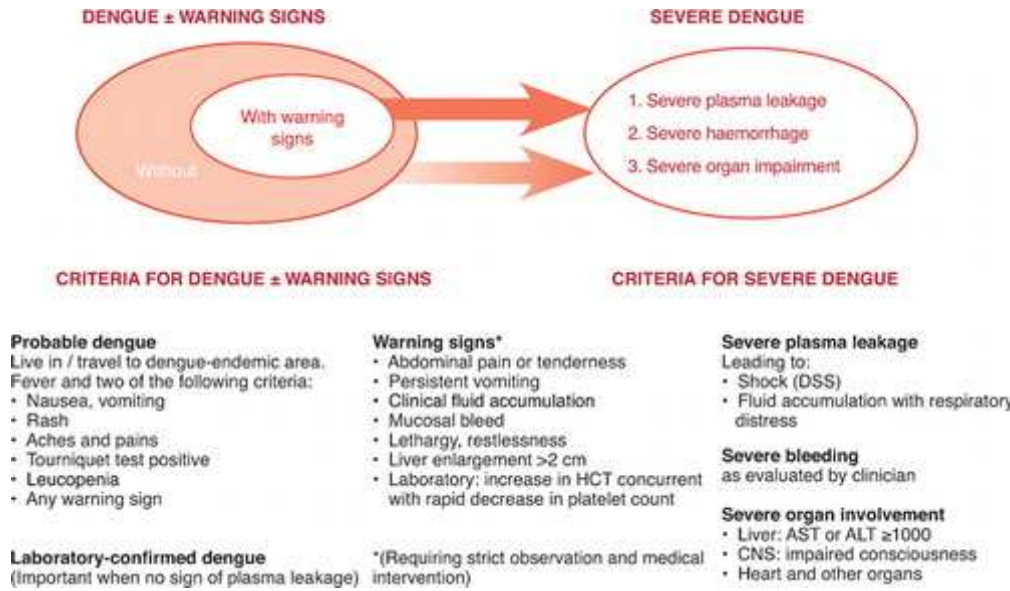 DENGUE ± WARNING SIGNS
SEVERE DENGUE
With warning
signs
Without
1. Severe plasma leakage
2. Severe haemorrhage
3. Severe organ impairment
CRITERIA FOR DENGUE ± WARNING SIGNS
CRITERIA FOR SEVERE DENGUE
Probable dengue
Live in / travel to dengue-endemic area.
Fever and two of the following criteria:
• Nausea, vomiting
• Rash
• Aches and pains
• Tourniquet test positive
• Leucopenia
• Any warning sign
Laboratory-confirmed dengue
(Important when no sign of plasma leakage)
Warning signs*
• Abdominal pain or tenderness
• Persistent vomiting
• Clinical fluid accumulation
• Mucosal bleed
• Lethargy, restlessness
• Liver enlargement >2 cm
• Laboratory: increase in HCT concurrent
with rapid decrease in platelet count
*(Requiring strict observation and medical
intervention)
Severe plasma leakage
Leading to:
• Shock (DSS)
• Fluid accumulation with respiratory
distress
Severe bleeding
as evaluated by clinician
Severe organ involvement
• Liver: AST or ALT ≥1000
• CNS: impaired consciousness
• Heart and other organs